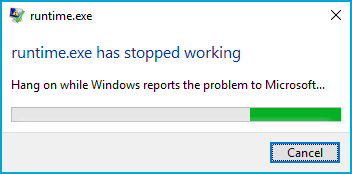 runtime.exe
runtime.exe has stopped working
Hang on while Windows reports the problem to Microsoft...
Cancel